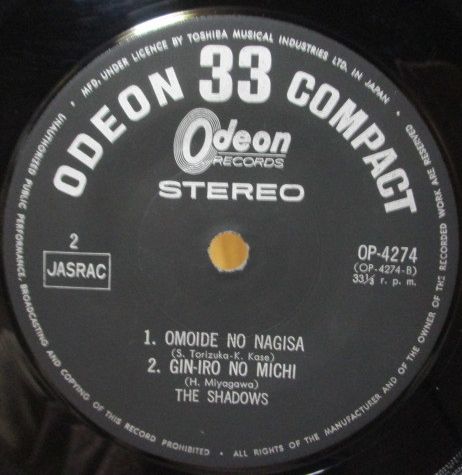 MFD. UNDER LICENCE BY TOSHIBA MUSICAL INDUSTRIES LTD. IN JAPAN
ODEON 33 COMPACT
Odeon
RECORDS
STEREO
2
JASRAC
OP-4274
(OP-4274-B)
33⅓ r. p. m.
1. OMOIDE NO NAGISA
(S. Torizuka-K. Kase)
2. GIN-IRO NO MICHI
(H. Miyagawa)
THE SHADOWS
UNAUTHORIZED PUBLIC PERFORMANCE, BROADCASTING AND COPYING OF THIS RECORD PROHIBITED • ALL RIGHTS OF THE MANUFACTURER AND OF THE OWNER OF THE RECORDED WORK ARE RESERVED